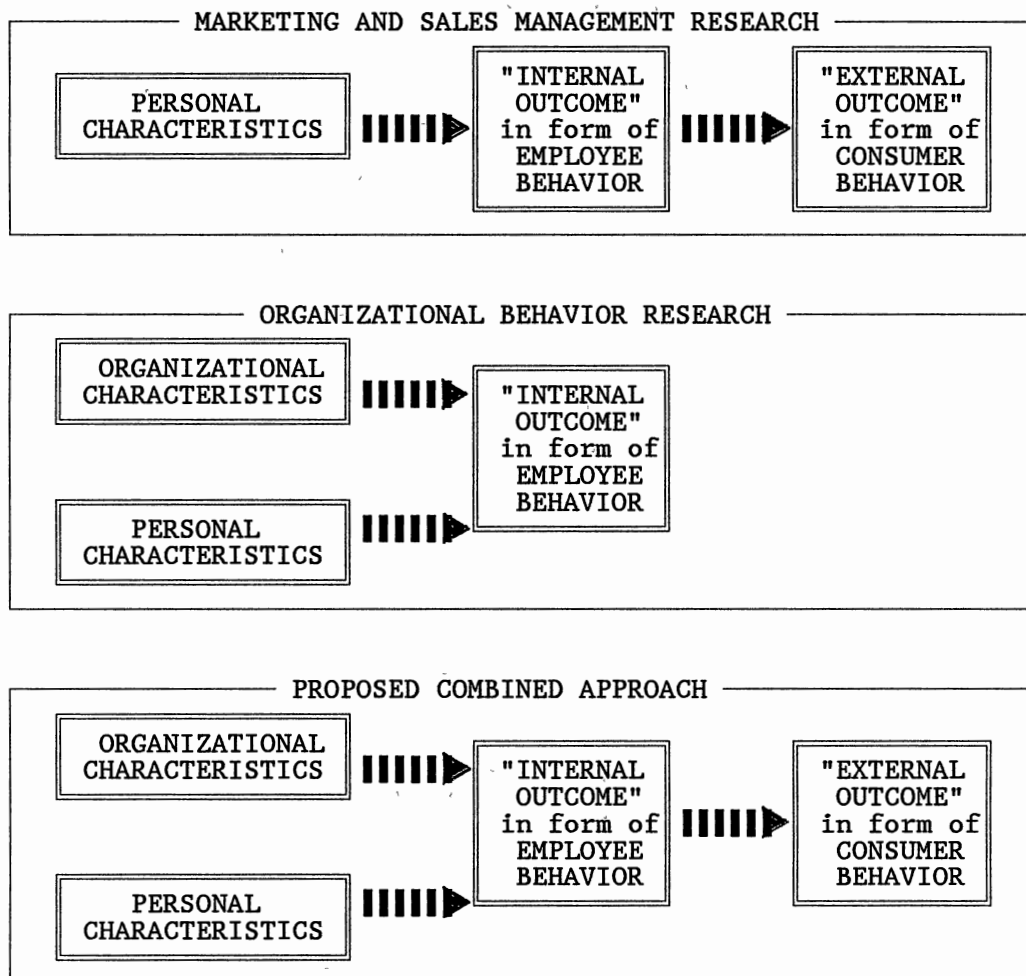 MARKETING AND SALES MANAGEMENT RESEARCH
PERSONAL
CHARACTERISTICS
"INTERNAL
OUTCOME"
in form of
EMPLOYEE
BEHAVIOR
"EXTERNAL
OUTCOME"
in form of
CONSUMER
BEHAVIOR
ORGANIZATIONAL BEHAVIOR RESEARCH
ORGANIZATIONAL
CHARACTERISTICS
PERSONAL
CHARACTERISTICS
"INTERNAL
OUTCOME"
in form of
EMPLOYEE
BEHAVIOR
PROPOSED COMBINED APPROACH
ORGANIZATIONAL
CHARACTERISTICS
PERSONAL
CHARACTERISTICS
"INTERNAL
OUTCOME"
in form of
EMPLOYEE
BEHAVIOR
"EXTERNAL
OUTCOME"
in form of
CONSUMER
BEHAVIOR